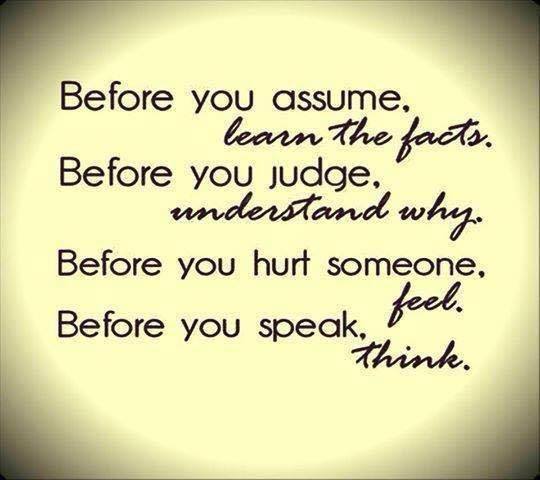 Before you assume,
learn the facts.
Before you judge,
understand why.
Before you hurt someone,
feel.
Before you speak,
think.